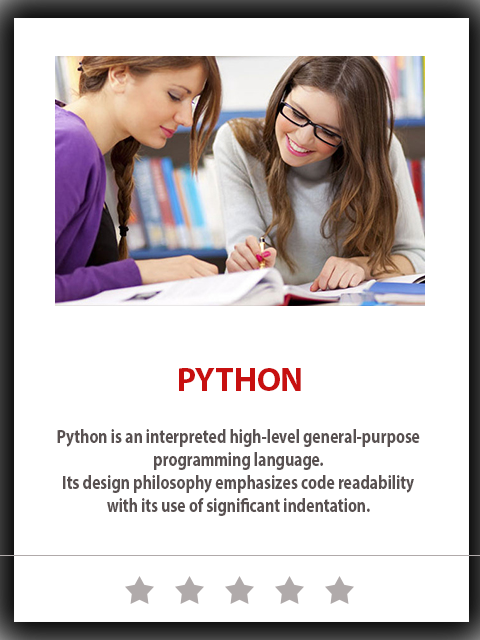 PYTHON
Python is an interpreted high-level general-purpose
programming language.
Its design philosophy emphasizes code readability
with its use of significant indentation.